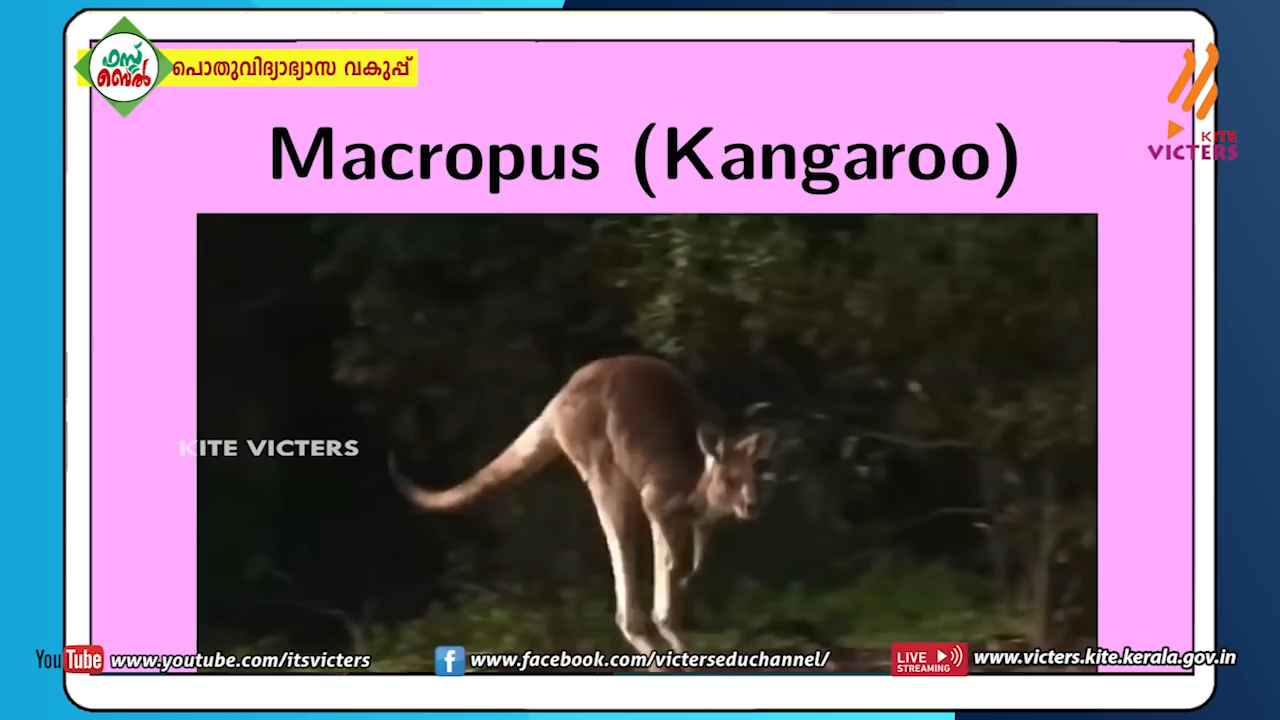 ഫസ്റ്റ് ബെൽ
പൊതുവിദ്യാഭ്യാസ വകുപ്പ്
KITE
VICTERS
Macropus (Kangaroo)
KITE VICTERS
YouTube www.youtube.com/itsvicters
f www.facebook.com/victerseduchannel/
LIVE STREAMING www.victers.kite.kerala.gov.in